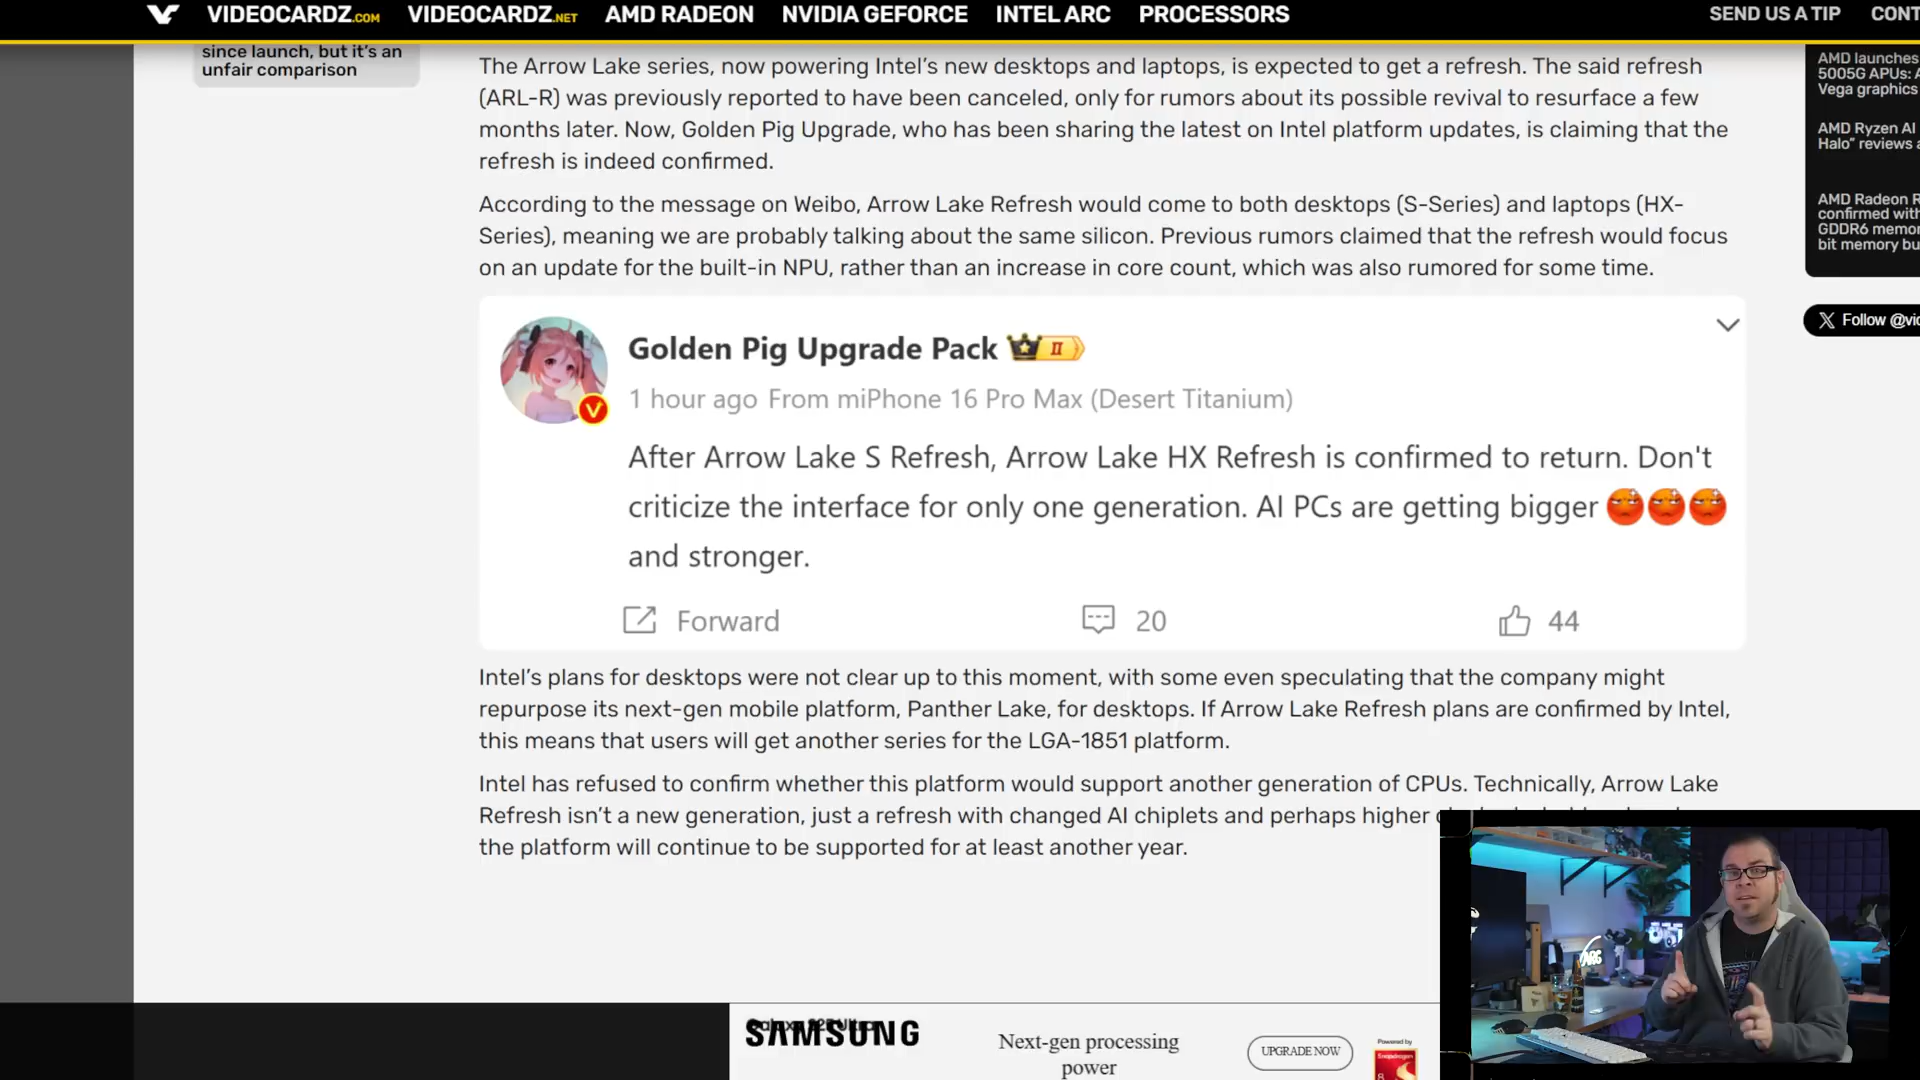 VIDEOCARDZ.COM VIDEOCARDZ.NET AMD RADEON NVIDIA GEFORCE INTEL ARC PROCESSORS SEND US A TIP CONT
since launch, but it's an
unfair comparison
The Arrow Lake series, now powering Intel's new desktops and laptops, is expected to get a refresh. The said refresh
(ARL-R) was previously reported to have been canceled, only for rumors about its possible revival to resurface a few
months later. Now, Golden Pig Upgrade, who has been sharing the latest on Intel platform updates, is claiming that the
refresh is indeed confirmed.
According to the message on Weibo, Arrow Lake Refresh would come to both desktops (S-Series) and laptops (HX-
Series), meaning we are probably talking about the same silicon. Previous rumors claimed that the refresh would focus
on an update for the built-in NPU, rather than an increase in core count, which was also rumored for some time.
Golden Pig Upgrade Pack II
1 hour ago From miPhone 16 Pro Max (Desert Titanium)
After Arrow Lake S Refresh, Arrow Lake HX Refresh is confirmed to return. Don't
criticize the interface for only one generation. AI PCs are getting bigger
and stronger.
Forward 20 44
Intel's plans for desktops were not clear up to this moment, with some even speculating that the company might
repurpose its next-gen mobile platform, Panther Lake, for desktops. If Arrow Lake Refresh plans are confirmed by Intel,
this means that users will get another series for the LGA-1851 platform.
Intel has refused to confirm whether this platform would support another generation of CPUs. Technically, Arrow Lake
Refresh isn't a new generation, just a refresh with changed AI chiplets and perhaps higher
the platform will continue to be supported for at least another year.
AMD launches
5005G APUs: A
Vega graphics
AMD Ryzen AI
Halo" reviews a
AMD Radeon R
confirmed with
GDDR6 memor
bit memory bu
X Follow @vid
SAMSUNG
Next-gen processing
power
UPGRADE NOW
Powered by
Snapdragon
8
ARG